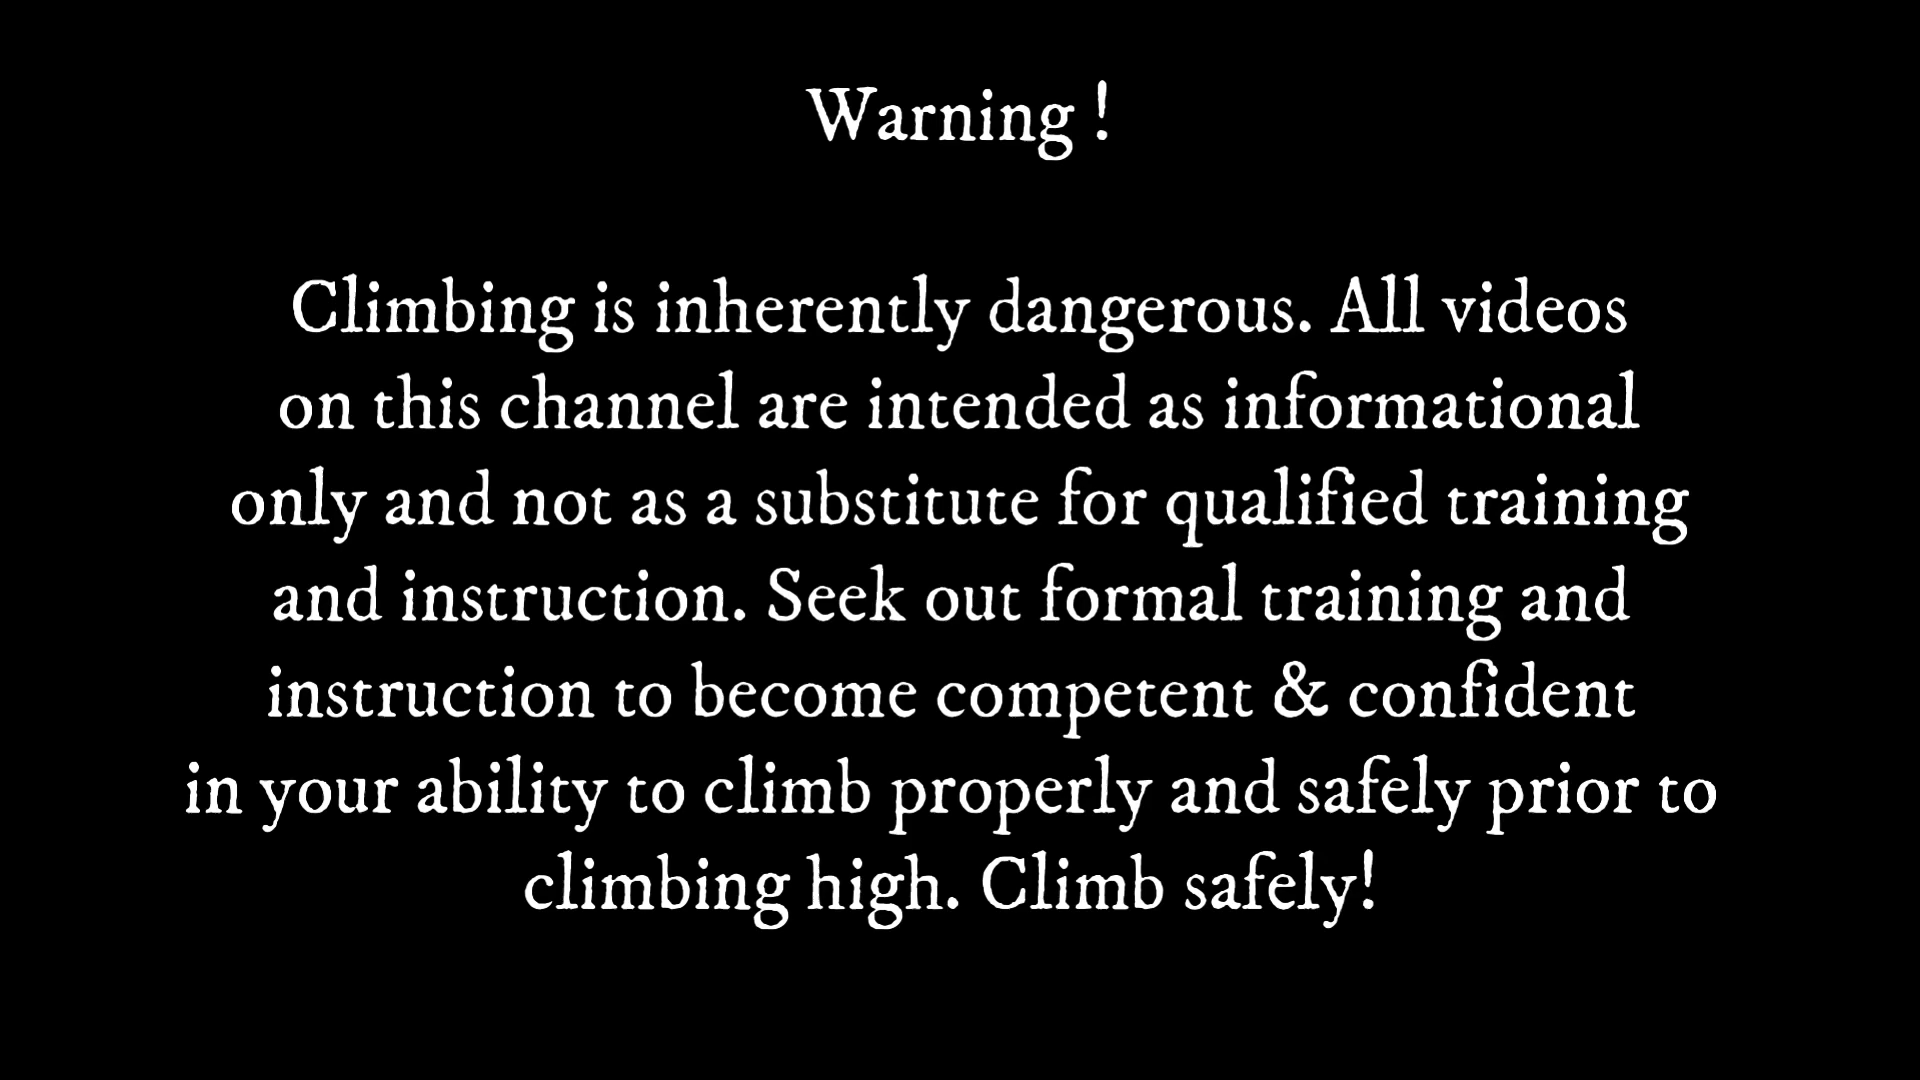 Warning !
Climbing is inherently dangerous. All videos
on this channel are intended as informational
only and not as a substitute for qualified training
and instruction. Seek out formal training and
instruction to become competent & confident
in your ability to climb properly and safely prior to
climbing high. Climb safely!